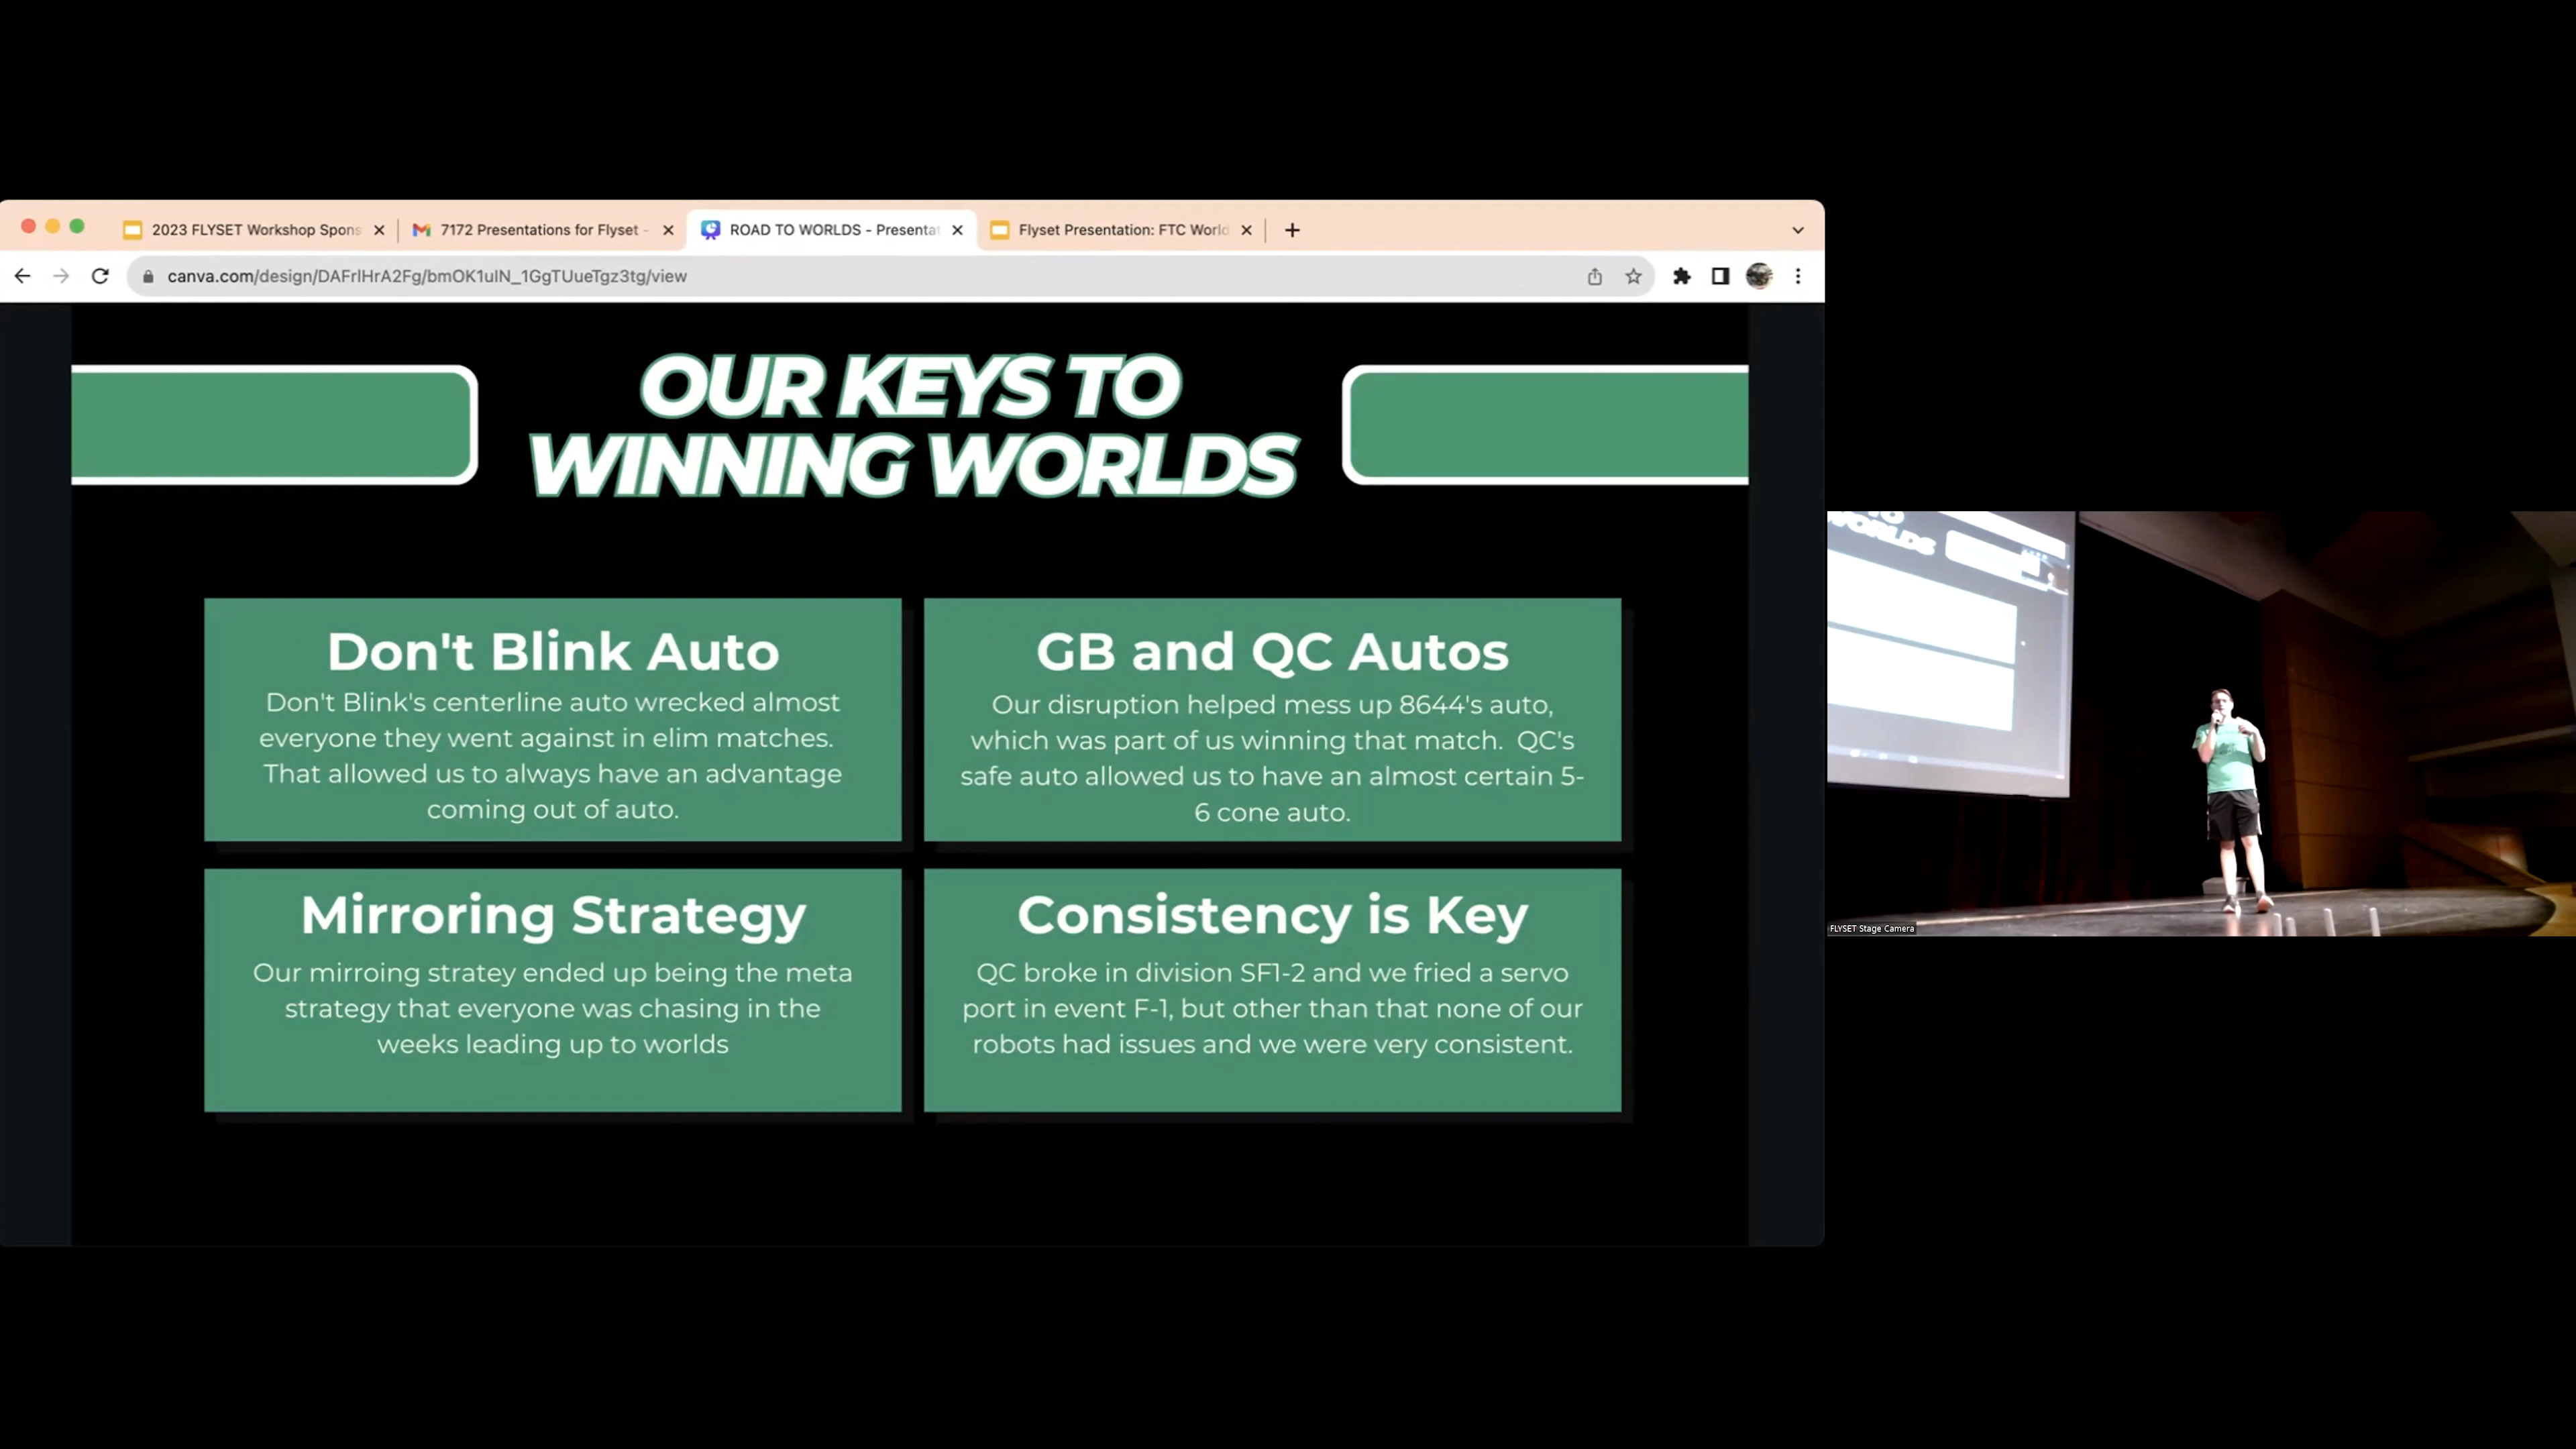 2023 FLYSET Workshop Spons
7172 Presentations for Flyset -
ROAD TO WORLDS - Presentat
Flyset Presentation: FTC World
canva.com/design/DAFrlHrA2Fg/bmOK1uIN_1GgTUueTgz3tg/view
OUR KEYS TO
WINNING WORLDS
Don't Blink Auto
Don't Blink's centerline auto wrecked almost
everyone they went against in elim matches.
That allowed us to always have an advantage
coming out of auto.
GB and QC Autos
Our disruption helped mess up 8644's auto,
which was part of us winning that match. QC's
safe auto allowed us to have an almost certain 5-
6 cone auto.
Mirroring Strategy
Our mirroing stratey ended up being the meta
strategy that everyone was chasing in the
weeks leading up to worlds
Consistency is Key
QC broke in division SF1-2 and we fried a servo
port in event F-1, but other than that none of our
robots had issues and we were very consistent.
TO
WORLDS
FLYSET Stage Camera